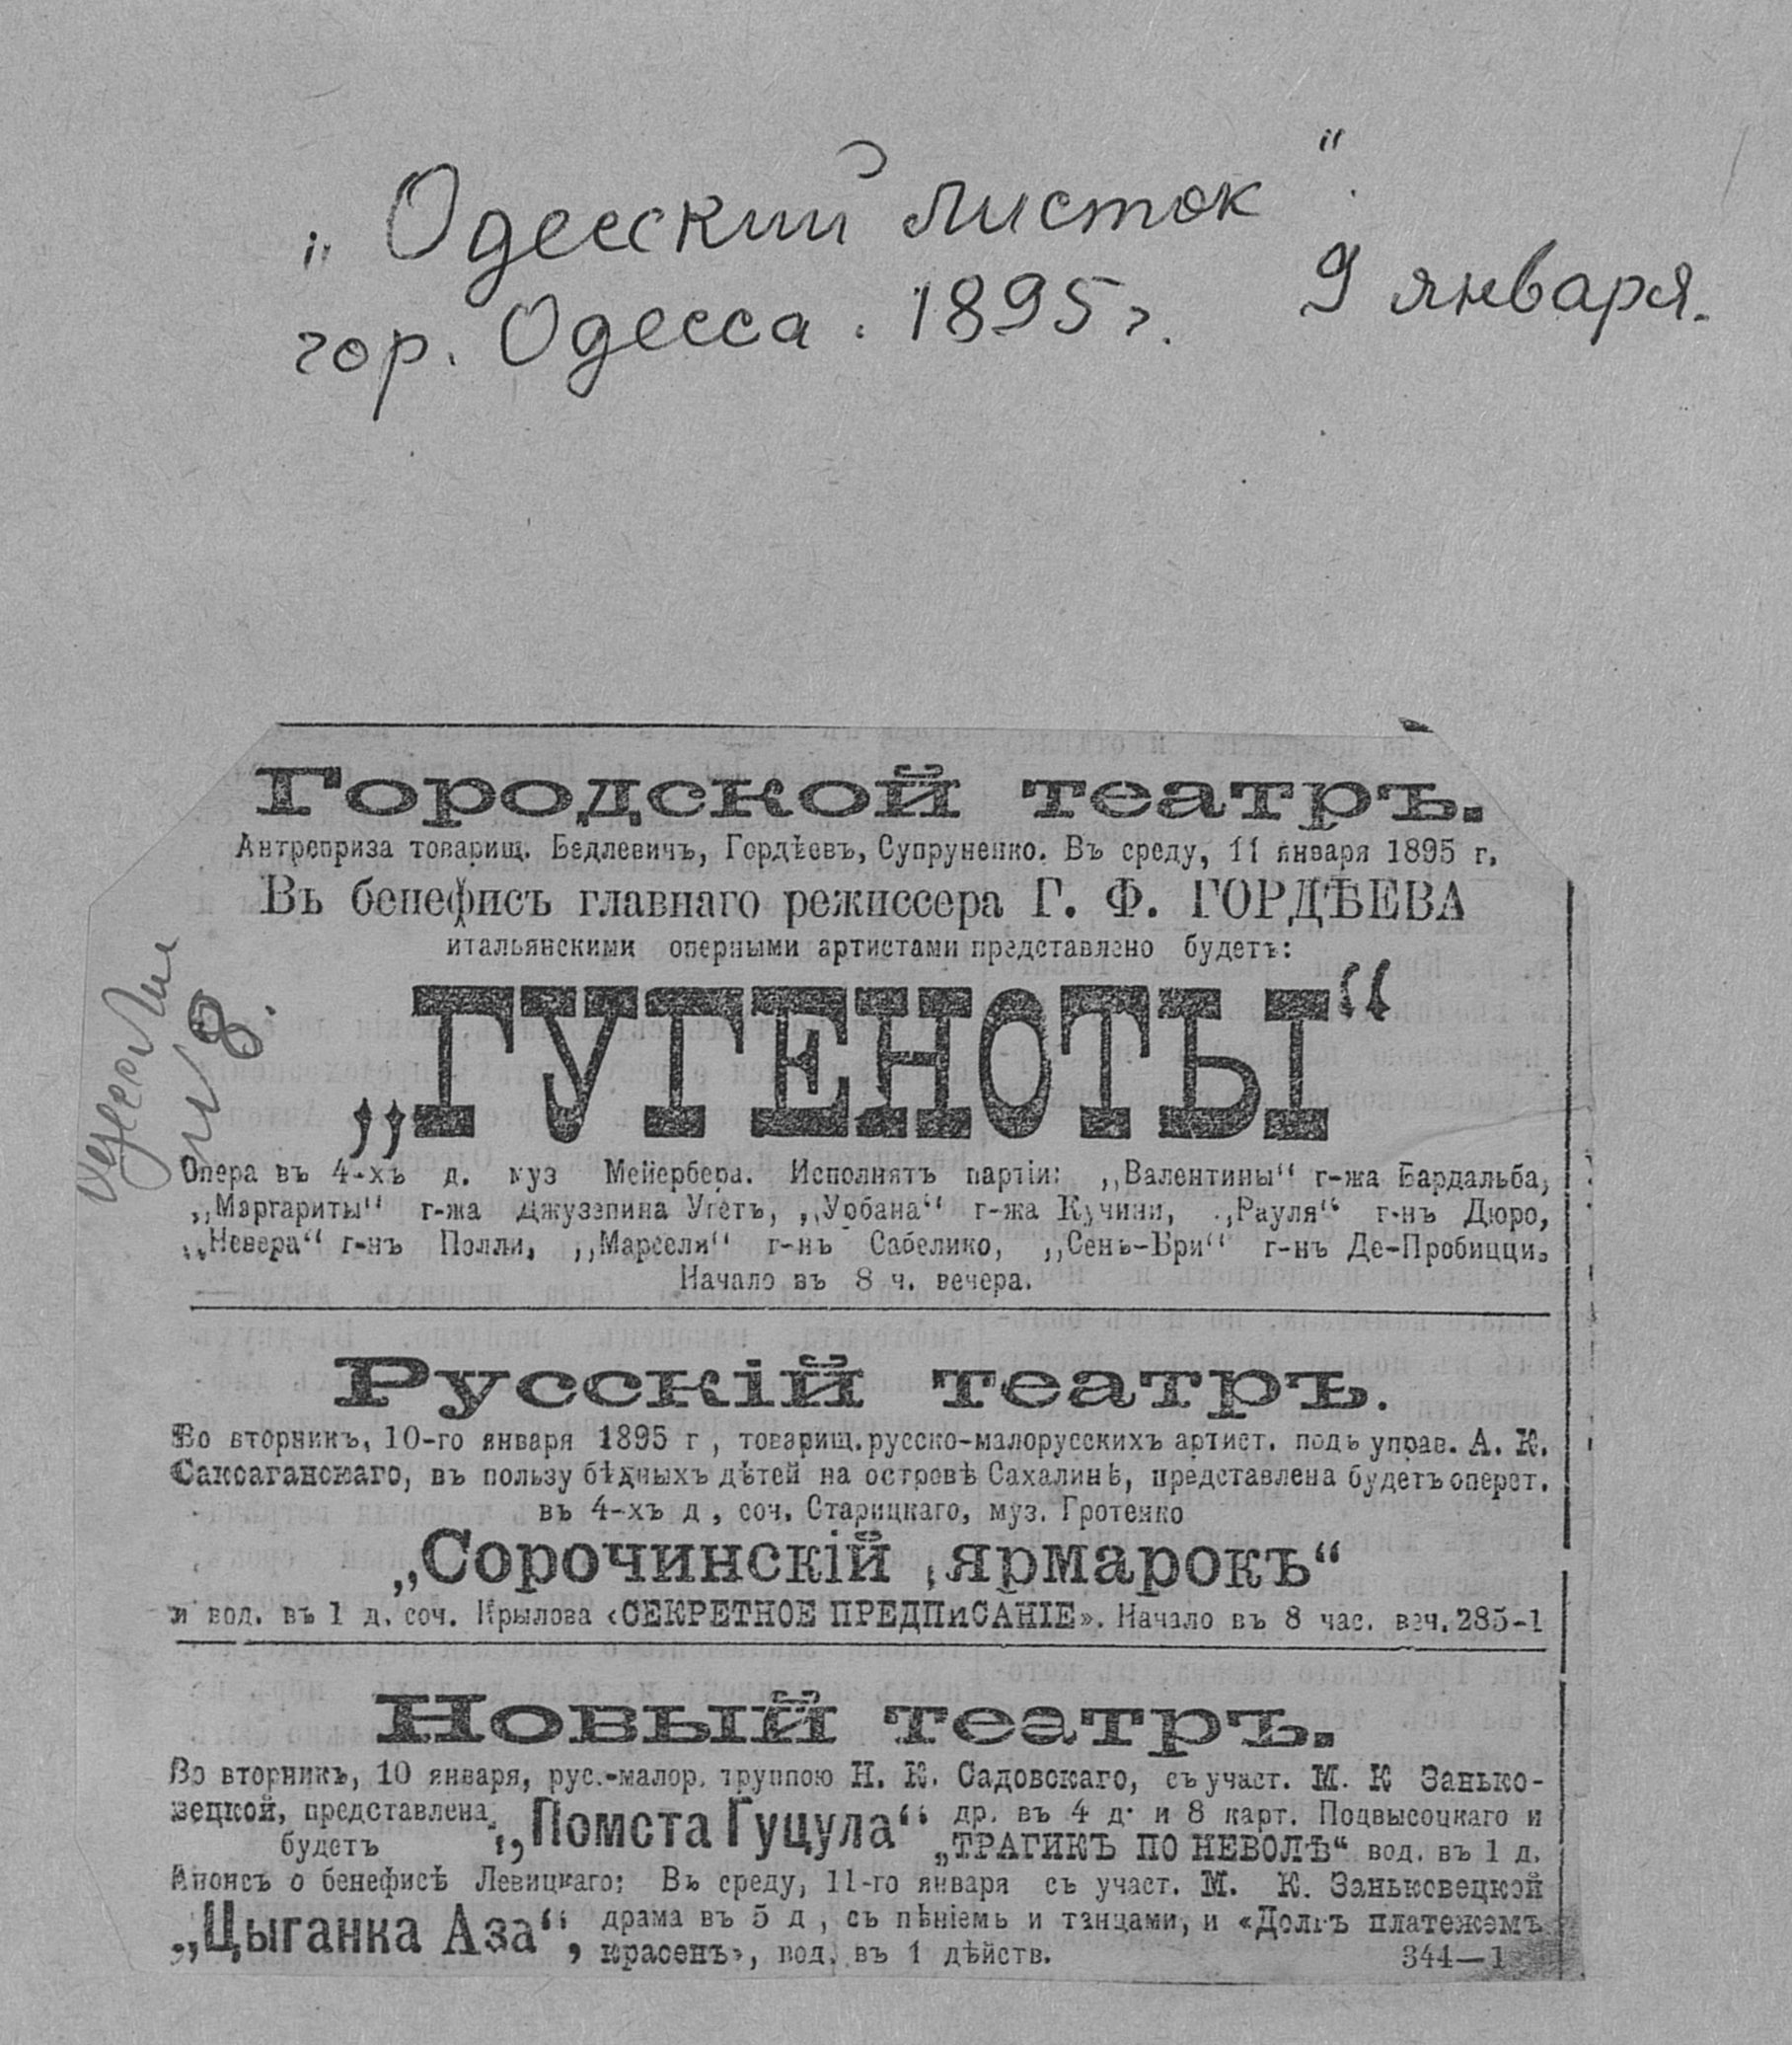 „Одесский листок“.
гор. Одесса. 1895 г. 9 января.
Городской театръ.
Антреприза товарищ. Бедлевичъ, Гордѣевъ, Супруненко. Въ среду, 11 января 1895 г.
Въ бенефисъ главнаго режиссера Г. Ф. ГОРДѢЕВА
итальянскими оперными артистами представлено будетъ:
„ГУГЕНОТЫ“
Опера въ 4-хъ д. муз Мейербера. Исполнятъ партіи: „Валентины“ г-жа Бардальба,
„Маргариты“ г-жа Джузепина Угетъ, „Урбана“ г-жа Кучини, „Рауля“ г-нъ Дюро,
„Невера“ г-нъ Полли, „Марселя“ г-нъ Сабелико, „Сень-Бри“ г-нъ Де-Пробицци.
Начало въ 8 ч. вечера.
Русскій театръ.
Во вторникъ, 10-го января 1895 г, товарищ. русско-малорусскихъ артист. подъ управ. А. К.
Саксаганскаго, въ пользу бѣдныхъ дѣтей на островѣ Сахалинѣ, представлена будетъ оперет.
въ 4-хъ д, соч. Старицкаго, муз. Гротенко
„Сорочинскій ярмарокъ“
и вод. въ 1 д. соч. Крылова «СЕКРЕТНОЕ ПРЕДПиСАНІЕ». Начало въ 8 час. веч. 285-1
Новый театръ.
Во вторникъ, 10 января, рус.-малор. труппою Н. К. Садовскаго, съ участ. М. К Занько-
вецкой, представлена будетъ „Помста Гуцула“ др. въ 4 д. и 8 карт. Подвысоцкаго и
„ТРАГИКЪ ПО НЕВОЛѢ“ вод. въ 1 д.
Анонсъ о бенефисѣ Левицкаго: Въ среду, 11-го января съ участ. М. К. Заньковецкой
„Цыганка Аза“, драма въ 5 д, съ пѣніемъ и танцами, и «Долгъ платежемъ
красенъ», вод. въ 1 дѣйств. 344—1
одесс Ли
№ 8.